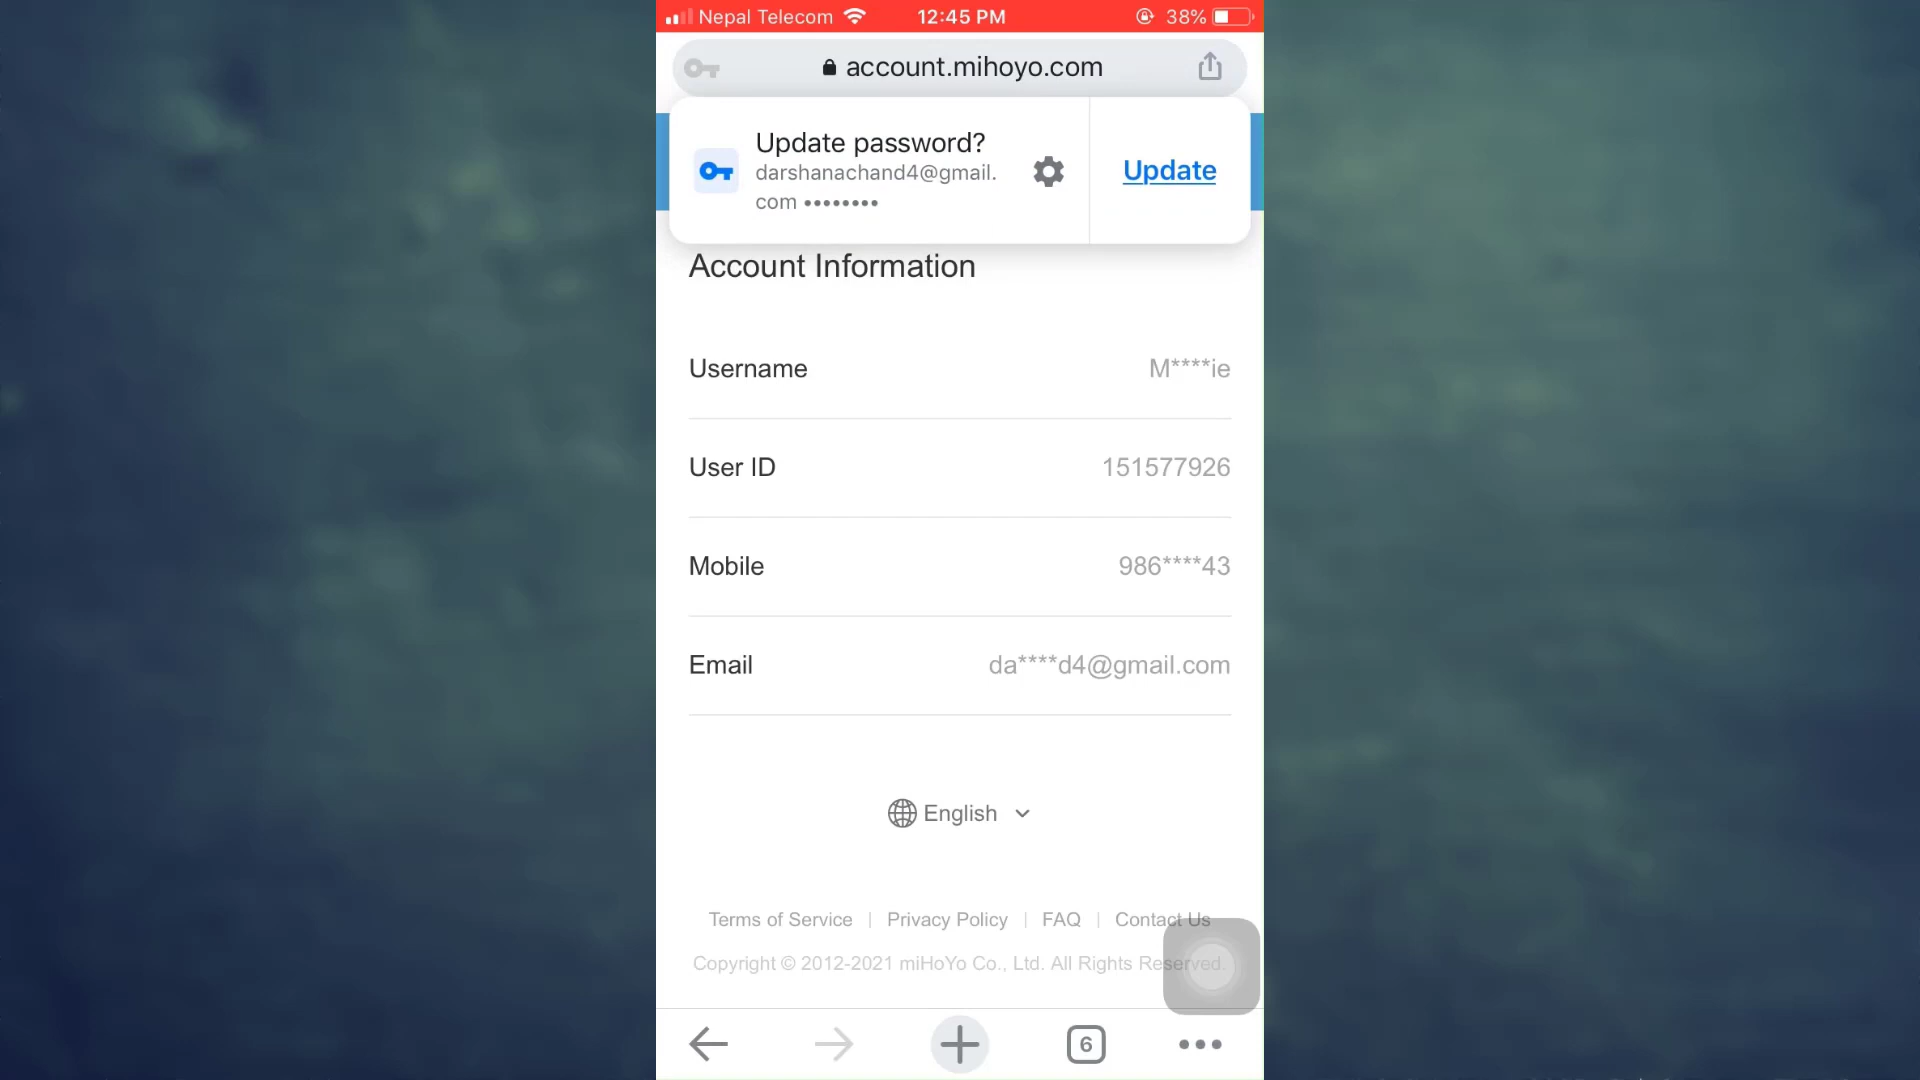 Nepal Telecom 12:45 PM 38%
account.mihoyo.com
Update password?
darshanachand4@gmail.
com ••••••••
Update
Account Information
Username M****ie
User ID 151577926
Mobile 986****43
Email da****d4@gmail.com
English
Terms of Service | Privacy Policy | FAQ | Contact Us
Copyright © 2012-2021 miHoYo Co., Ltd. All Rights Reserved.
6